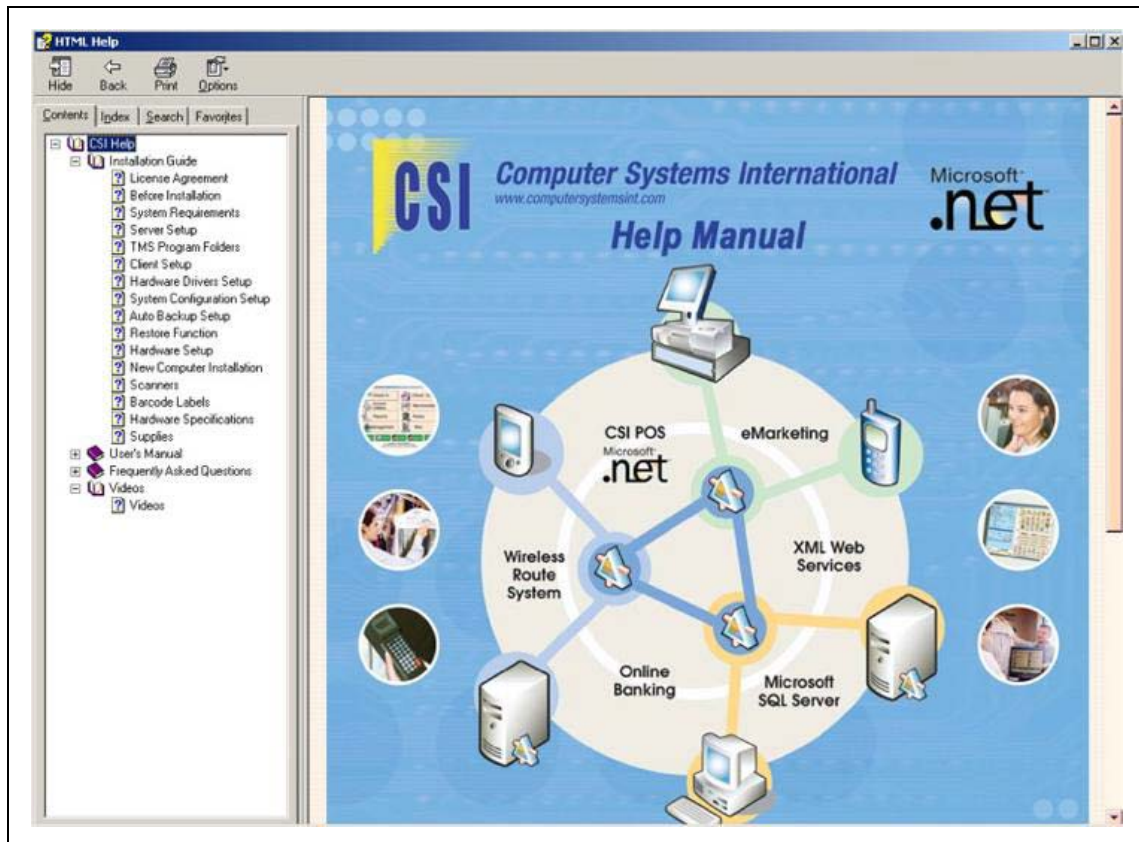 HTML Help
Hide Back Print Options
Contents Index Search Favorites
CSI Help
Installation Guide
License Agreement
Before Installation
System Requirements
Server Setup
TMS Program Folders
Client Setup
Hardware Drivers Setup
System Configuration Setup
Auto Backup Setup
Restore Function
Hardware Setup
New Computer Installation
Scanners
Barcode Labels
Hardware Specifications
Supplies
User's Manual
Frequently Asked Questions
Videos
Videos
CSI
Computer Systems International
www.computersystemsint.com
Help Manual
Microsoft
.net
CSI POS
Microsoft
.net
eMarketing
Wireless
Route
System
XML Web
Services
Online
Banking
Microsoft
SQL Server